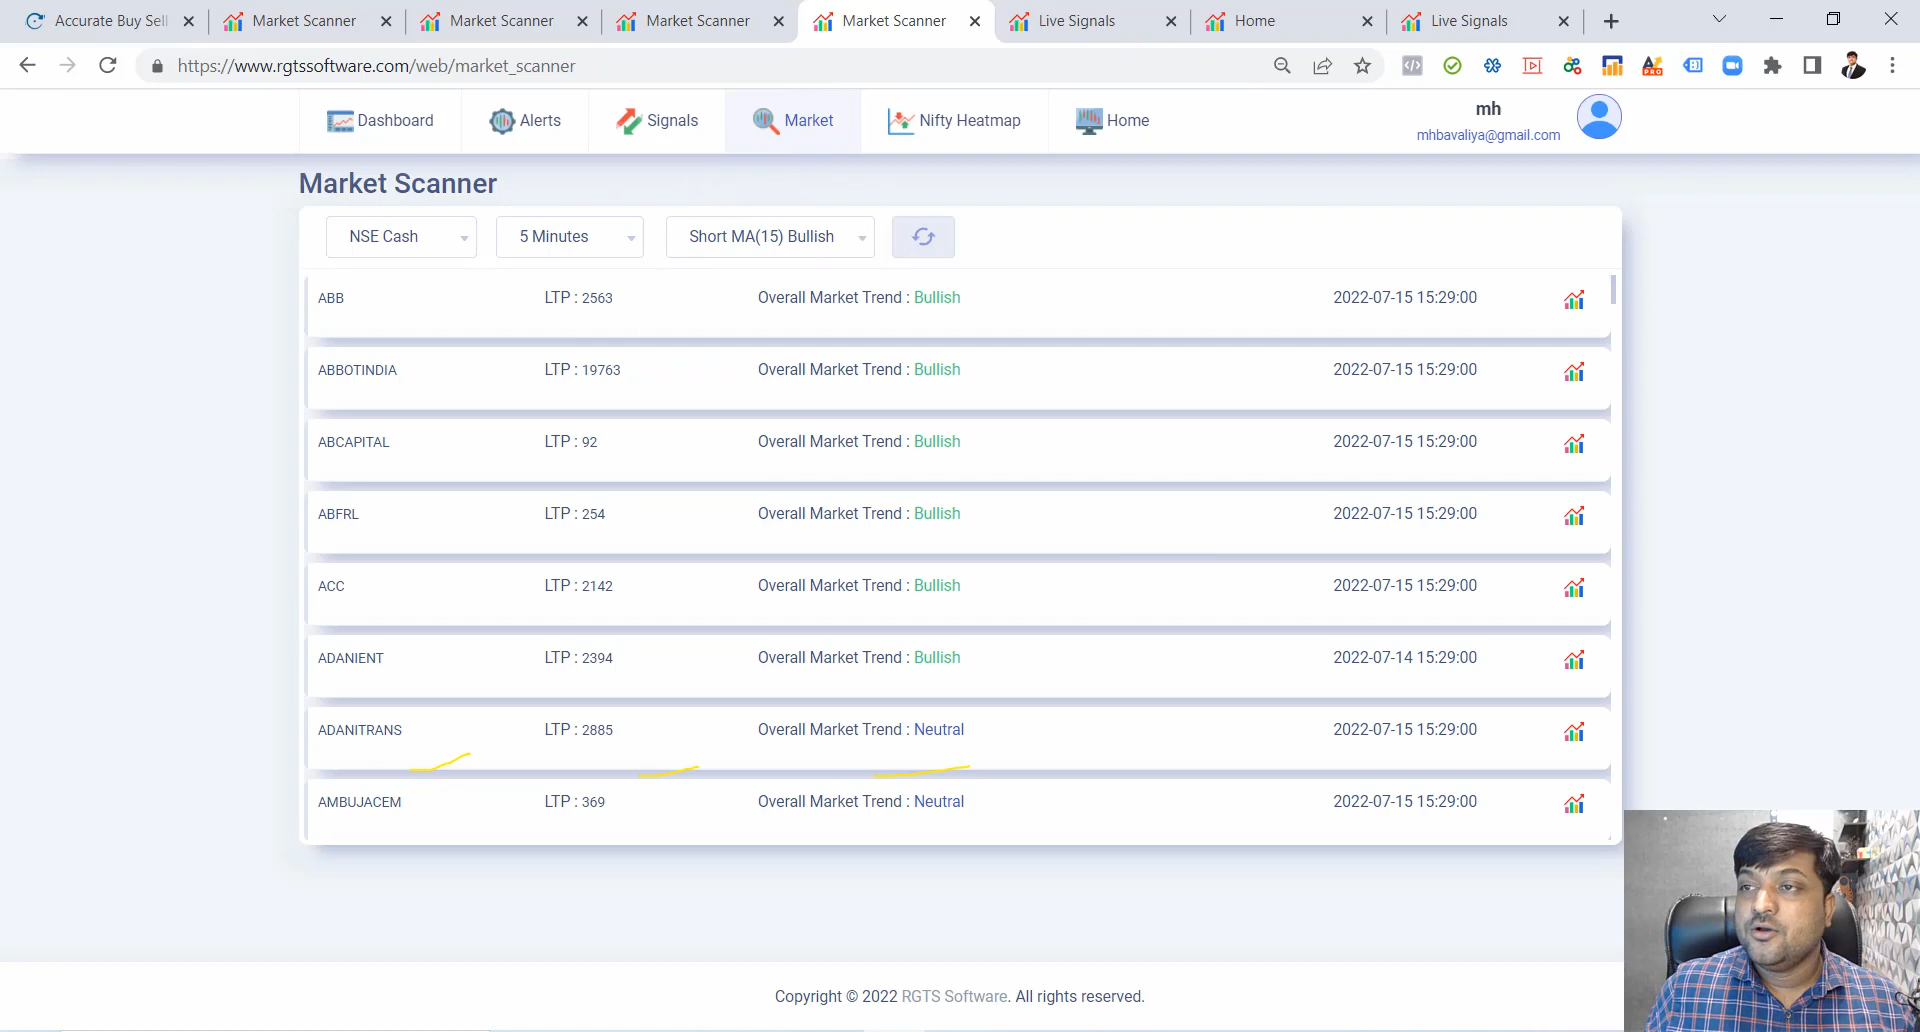 Accurate Buy Sell
Market Scanner
Market Scanner
Market Scanner
Market Scanner
Live Signals
Home
Live Signals
https://www.rgtssoftware.com/web/market_scanner
PRO
Dashboard
Alerts
Signals
Market
Nifty Heatmap
Home
mh
mhbavaliya@gmail.com
Market Scanner
NSE Cash
5 Minutes
Short MA(15) Bullish
ABB LTP : 2563 Overall Market Trend : Bullish 2022-07-15 15:29:00
ABBOTINDIA LTP : 19763 Overall Market Trend : Bullish 2022-07-15 15:29:00
ABCAPITAL LTP : 92 Overall Market Trend : Bullish 2022-07-15 15:29:00
ABFRL LTP : 254 Overall Market Trend : Bullish 2022-07-15 15:29:00
ACC LTP : 2142 Overall Market Trend : Bullish 2022-07-15 15:29:00
ADANIENT LTP : 2394 Overall Market Trend : Bullish 2022-07-14 15:29:00
ADANITRANS LTP : 2885 Overall Market Trend : Neutral 2022-07-15 15:29:00
AMBUJACEM LTP : 369 Overall Market Trend : Neutral 2022-07-15 15:29:00
Copyright © 2022 RGTS Software. All rights reserved.